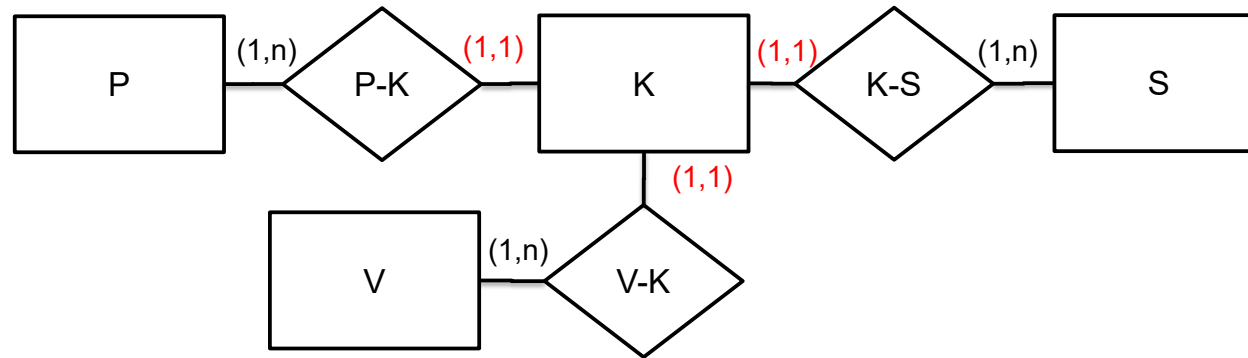 (1,n) (1,1) (1,1) (1,n)
P P-K K K-S S
(1,1)
(1,n)
V V-K